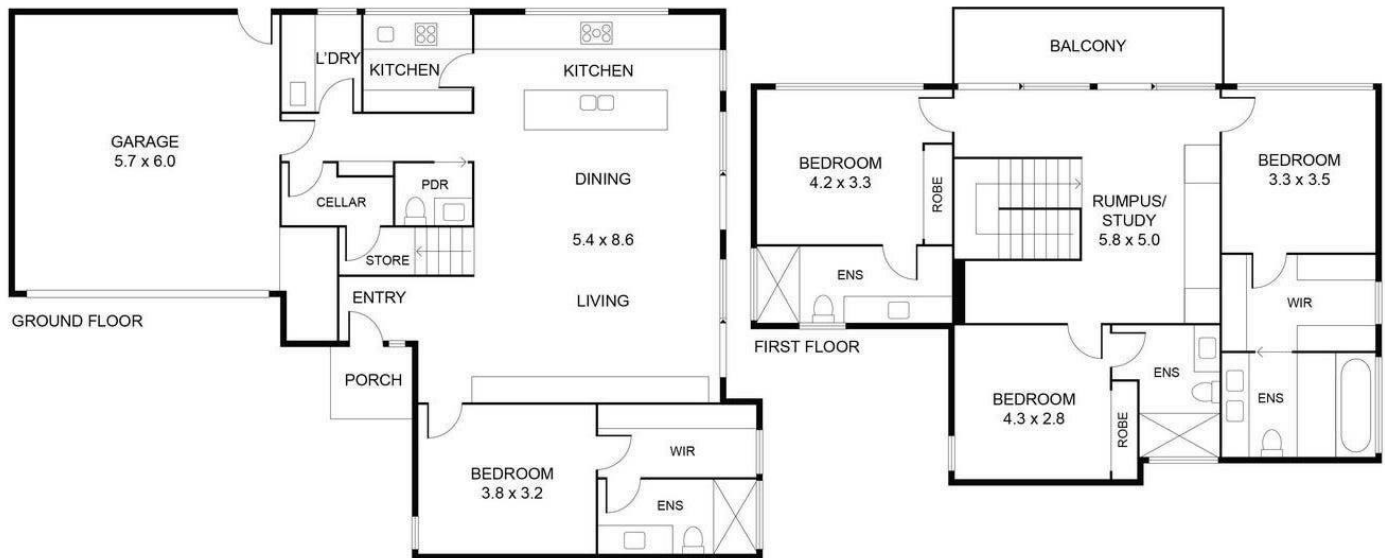 L'DRY
KITCHEN
KITCHEN
GARAGE
5.7 x 6.0
DINING
PDR
CELLAR
5.4 x 8.6
STORE
ENTRY
LIVING
GROUND FLOOR
PORCH
BEDROOM
3.8 x 3.2
WIR
ENS
BALCONY
BEDROOM
4.2 x 3.3
ROBE
BEDROOM
3.3 x 3.5
RUMPUS/
STUDY
5.8 x 5.0
ENS
WIR
FIRST FLOOR
BEDROOM
4.3 x 2.8
ROBE
ENS
ENS